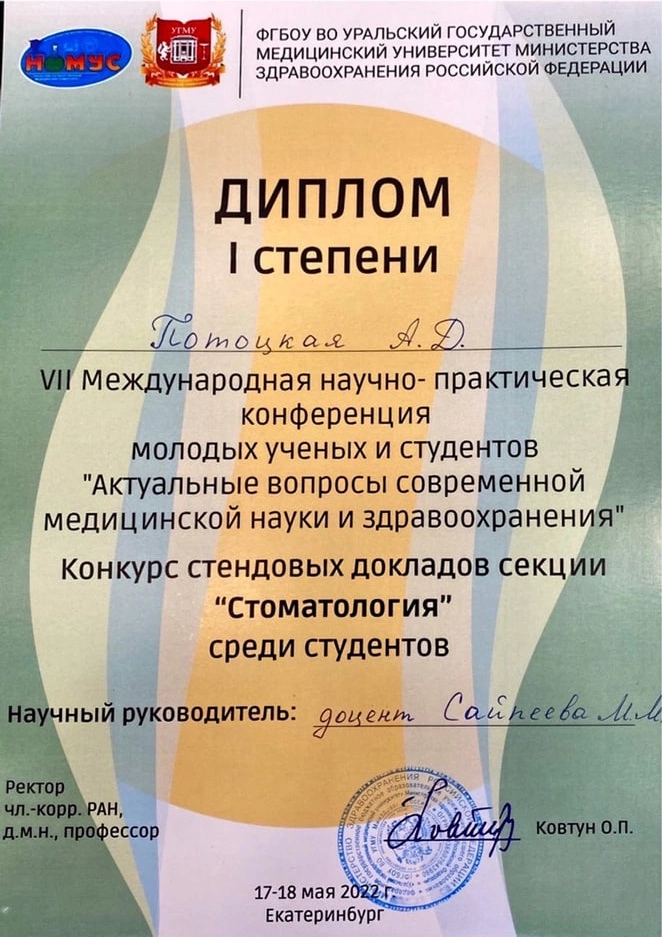 НОМУС
УГМУ
ФГБОУ ВО УРАЛЬСКИЙ ГОСУДАРСТВЕННЫЙ
МЕДИЦИНСКИЙ УНИВЕРСИТЕТ МИНИСТЕРСТВА
ЗДРАВООХРАНЕНИЯ РОССИЙСКОЙ ФЕДЕРАЦИИ
ДИПЛОМ
I степени
Потоцкая А.Д.
VII Международная научно- практическая
конференция
молодых ученых и студентов
"Актуальные вопросы современной
медицинской науки и здравоохранения"
Конкурс стендовых докладов секции
“Стоматология”
среди студентов
Научный руководитель: доцент Сайпеева М.М.
Ректор
чл.-корр. РАН,
д.м.н., профессор
Ковтун О.П.
17-18 мая 2022 г.
Екатеринбург